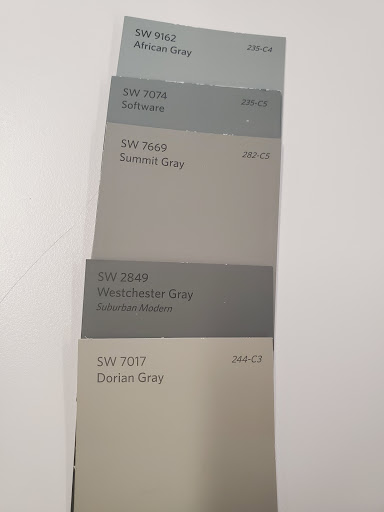 SW 9162 235-C4
African Gray
SW 7074 235-C5
Software
SW 7669 282-C5
Summit Gray
SW 2849
Westchester Gray
Suburban Modern
SW 7017 244-C3
Dorian Gray